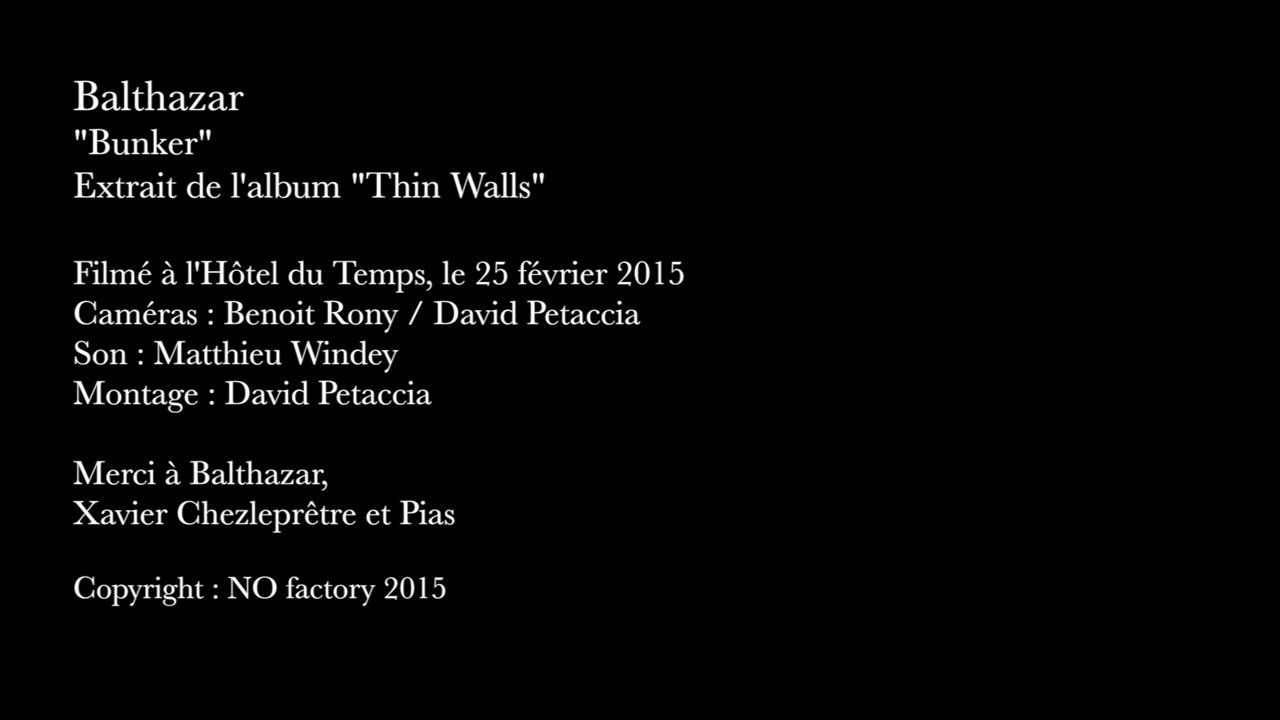 Balthazar
"Bunker"
Extrait de l'album "Thin Walls"
Filmé à l'Hôtel du Temps, le 25 février 2015
Caméras : Benoit Rony / David Petaccia
Son : Matthieu Windey
Montage : David Petaccia
Merci à Balthazar,
Xavier Chezleprêtre et Pias
Copyright : NO factory 2015